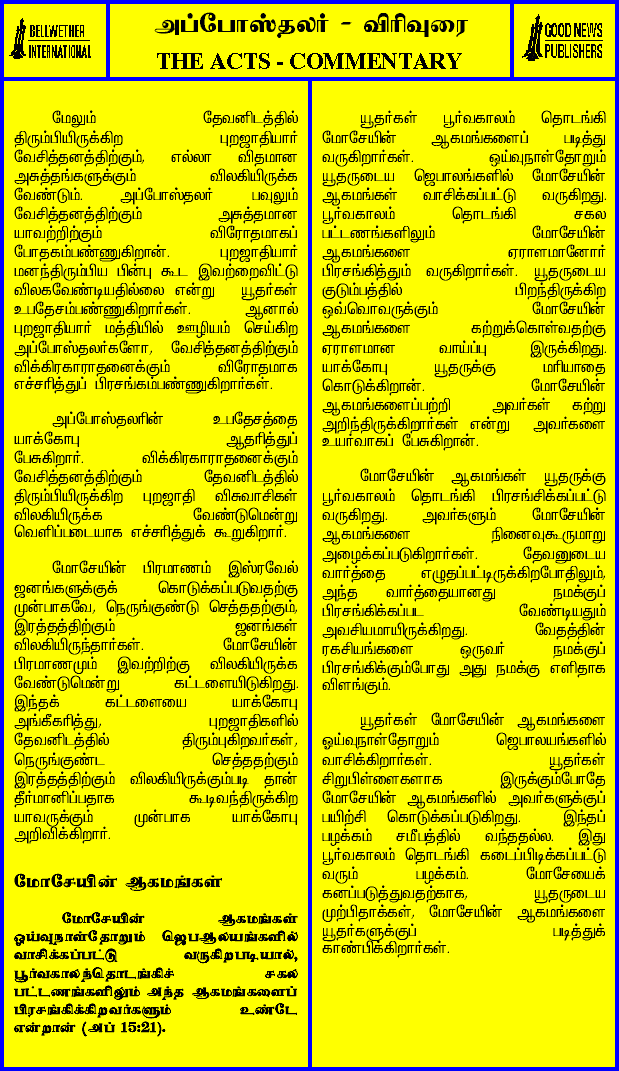 BELLWETHER
INTERNATIONAL
அப்போஸ்தலர் - விரிவுரை
THE ACTS - COMMENTARY
GOOD NEWS
PUBLISHERS
மேலும் தேவனிடத்தில்
திரும்பியிருக்கிற புறஜாதியார்
வேசித்தனத்திற்கும், எல்லா விதமான
அசுத்தங்களுக்கும் விலகியிருக்க
வேண்டும். அப்போஸ்தலர் பவுலும்
வேசித்தனத்திற்கும் அசுத்தமான
யாவற்றிற்கும் விரோதமாகப்
போதகம்பண்ணுகிறான். புறஜாதியார்
மனந்திரும்பிய பின்பு கூட இவற்றைவிட்டு
விலகவேண்டியதில்லை என்று யூதர்கள்
உபதேசம்பண்ணுகிறார்கள். ஆனால்
புறஜாதியார் மத்தியில் ஊழியம் செய்கிற
அப்போஸ்தலர்களோ, வேசித்தனத்திற்கும்
விக்கிரகாராதனைக்கும் விரோதமாக
எச்சரித்துப் பிரசங்கம்பண்ணுகிறார்கள்.
அப்போஸ்தலரின் உபதேசத்தை
யாக்கோபு ஆதரித்துப்
பேசுகிறார். விக்கிரகாராதனைக்கும்
வேசித்தனத்திற்கும் தேவனிடத்தில்
திரும்பியிருக்கிற புறஜாதி விசுவாசிகள்
விலகியிருக்க வேண்டுமென்று
வெளிப்படையாக எச்சரித்துக் கூறுகிறார்.
மோசேயின் பிரமாணம் இஸ்ரவேல்
ஜனங்களுக்குக் கொடுக்கப்படுவதற்கு
முன்பாகவே, நெருங்குண்டு செத்ததற்கும்,
இரத்தத்திற்கும் ஜனங்கள்
விலகியிருந்தார்கள். மோசேயின்
பிரமாணமும் இவற்றிற்கு விலகியிருக்க
வேண்டுமென்று கட்டளையிடுகிறது.
இந்தக் கட்டளையை யாக்கோபு
அங்கீகரித்து, புறஜாதிகளில்
தேவனிடத்தில் திரும்புகிறவர்கள்,
நெருங்குண்ட செத்ததற்கும்
இரத்தத்திற்கும் விலகியிருக்கும்படி தான்
தீர்மானிப்பதாக கூடிவந்திருக்கிற
யாவருக்கும் முன்பாக யாக்கோபு
அறிவிக்கிறார்.
மோசேயின் ஆகமங்கள்
மோசேயின் ஆகமங்கள்
ஓய்வுநாள்தோறும் ஜெபஆலயங்களில்
வாசிக்கப்பட்டு வருகிறபடியால்,
பூர்வகாலந்தொடங்கிச் சகல
பட்டணங்களிலும் அந்த ஆகமங்களைப்
பிரசங்கிக்கிறவர்களும் உண்டே
என்றான் (அப் 15:21).
யூதர்கள் பூர்வகாலம் தொடங்கி
மோசேயின் ஆகமங்களைப் படித்து
வருகிறார்கள். ஒய்வுநாள்தோறும்
யூதருடைய ஜெபாலங்களில் மோசேயின்
ஆகமங்கள் வாசிக்கப்பட்டு வருகிறது.
பூர்வகாலம் தொடங்கி சகல
பட்டணங்களிலும் மோசேயின்
ஆகமங்களை ஏராளமானோர்
பிரசங்கித்தும் வருகிறார்கள். யூதருடைய
குடும்பத்தில் பிறந்திருக்கிற
ஒவ்வொவருக்கும் மோசேயின்
ஆகமங்களை கற்றுக்கொள்வதற்கு
ஏராளமான வாய்ப்பு இருக்கிறது.
யாக்கோபு யூதருக்கு மரியாதை
கொடுக்கிறான். மோசேயின்
ஆகமங்களைப்பற்றி அவர்கள் கற்று
அறிந்திருக்கிறார்கள் என்று அவர்களை
உயர்வாகப் பேசுகிறான்.
மோசேயின் ஆகமங்கள் யூதருக்கு
பூர்வகாலம் தொடங்கி பிரசங்சிக்கப்பட்டு
வருகிறது. அவர்களும் மோசேயின்
ஆகமங்களை நினைவுகூருமாறு
அழைக்கப்படுகிறார்கள். தேவனுடைய
வார்த்தை எழுதப்பட்டிருக்கிறபோதிலும்,
அந்த வார்த்தையானது நமக்குப்
பிரசங்கிக்கப்பட வேண்டியதும்
அவசியமாயிருக்கிறது. வேதத்தின்
ரகசியங்களை ஒருவர் நமக்குப்
பிரசங்கிக்கும்போது அது நமக்கு எளிதாக
விளங்கும்.
யூதர்கள் மோசேயின் ஆகமங்களை
ஓய்வுநாள்தோறும் ஜெபாலயங்களில்
வாசிக்கிறார்கள். யூதர்கள்
சிறுபிள்ளைகளாக இருக்கும்போதே
மோசேயின் ஆகமங்களில் அவர்களுக்குப்
பயிற்சி கொடுக்கப்படுகிறது. இந்தப்
பழக்கம் சமீபத்தில் வந்ததல்ல. இது
பூர்வகாலம் தொடங்கி கடைப்பிடிக்கப்பட்டு
வரும் பழக்கம். மோசேயைக்
கனப்படுத்துவதற்காக, யூதருடைய
முற்பிதாக்கள், மோசேயின் ஆகமங்களை
யூதர்களுக்குப் படித்துக்
காண்பிக்கிறார்கள்.